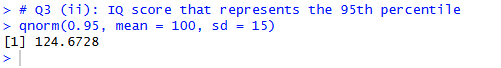 > # Q3 (ii): IQ score that represents the 95th percentile
> qnorm(0.95, mean = 100, sd = 15)
[1] 124.6728
>